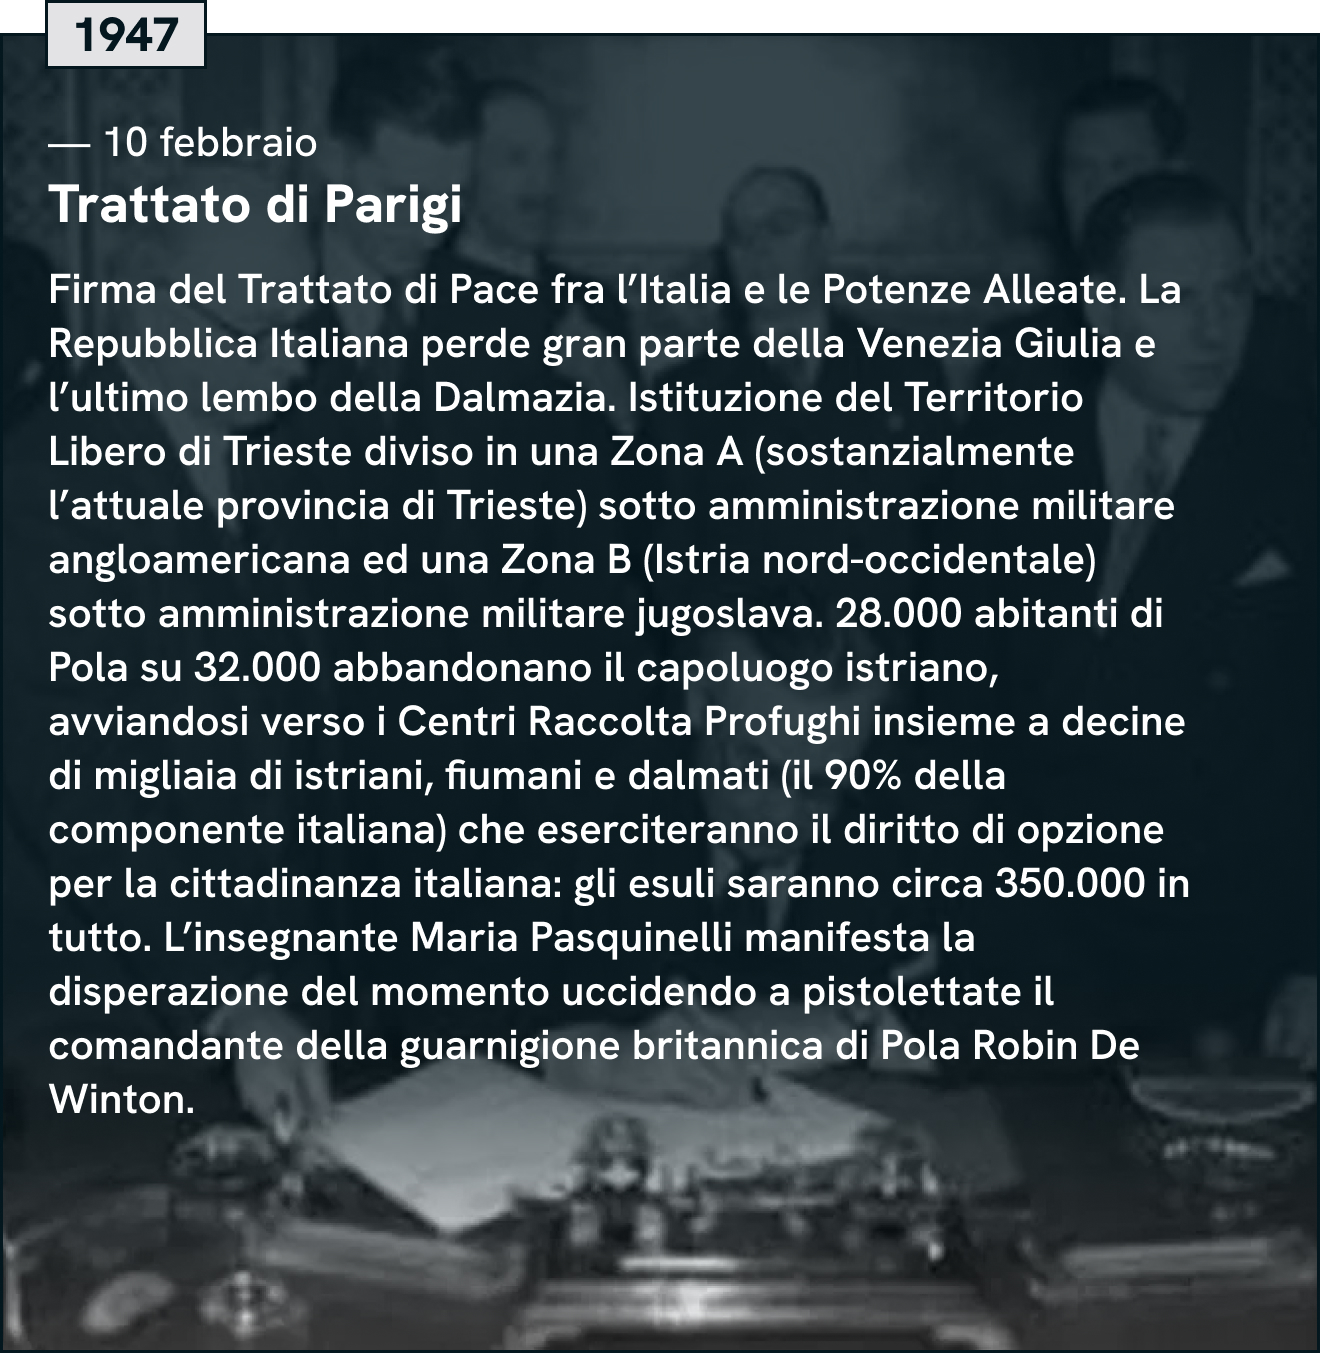 1947
— 10 febbraio
Trattato di Parigi
Firma del Trattato di Pace fra l’Italia e le Potenze Alleate. La
Repubblica Italiana perde gran parte della Venezia Giulia e
l’ultimo lembo della Dalmazia. Istituzione del Territorio
Libero di Trieste diviso in una Zona A (sostanzialmente
l’attuale provincia di Trieste) sotto amministrazione militare
angloamericana ed una Zona B (Istria nord-occidentale)
sotto amministrazione militare jugoslava. 28.000 abitanti di
Pola su 32.000 abbandonano il capoluogo istriano,
avviandosi verso i Centri Raccolta Profughi insieme a decine
di migliaia di istriani, fiumani e dalmati (il 90% della
componente italiana) che eserciteranno il diritto di opzione
per la cittadinanza italiana: gli esuli saranno circa 350.000 in
tutto. L’insegnante Maria Pasquinelli manifesta la
disperazione del momento uccidendo a pistolettate il
comandante della guarnigione britannica di Pola Robin De
Winton.